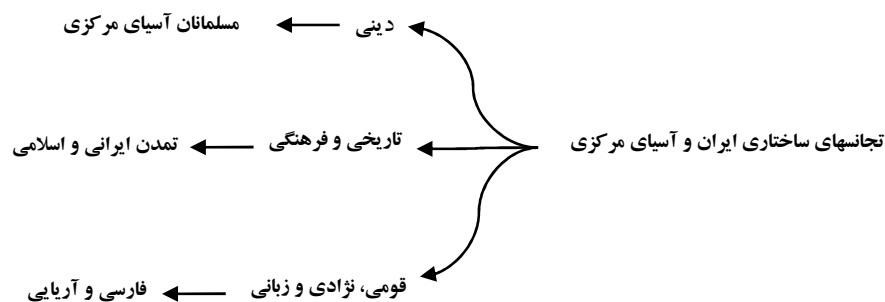 دینی
مسلمانان آسیای مرکزی
تجانسهای ساختاری ایران و آسیای مرکزی
تاریخی و فرهنگی
تمدن ایرانی و اسلامی
قومی، نژادی و زبانی
فارسی و آریایی